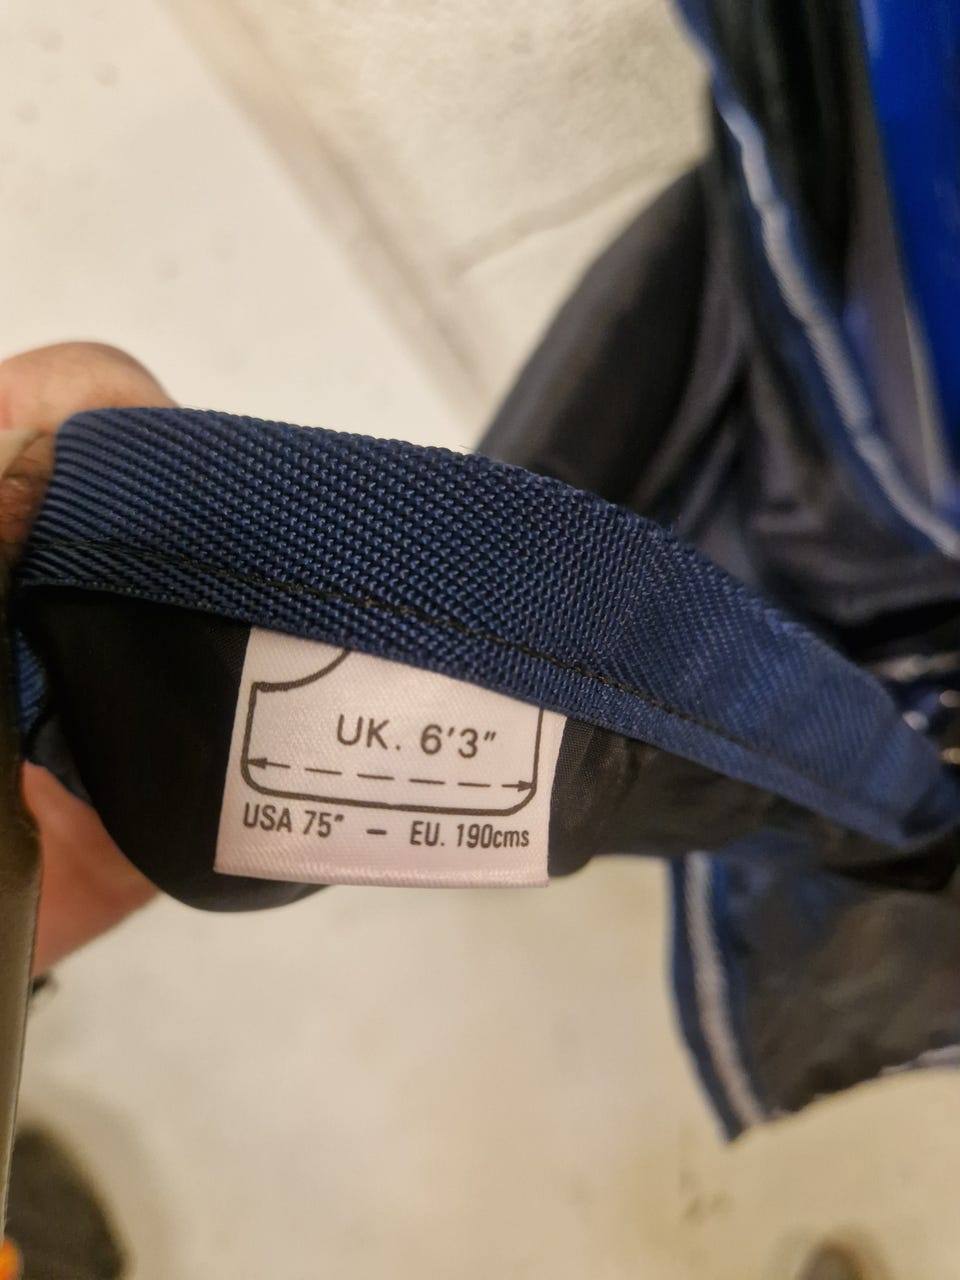 UK. 6'3"
USA 75" — EU. 190cms